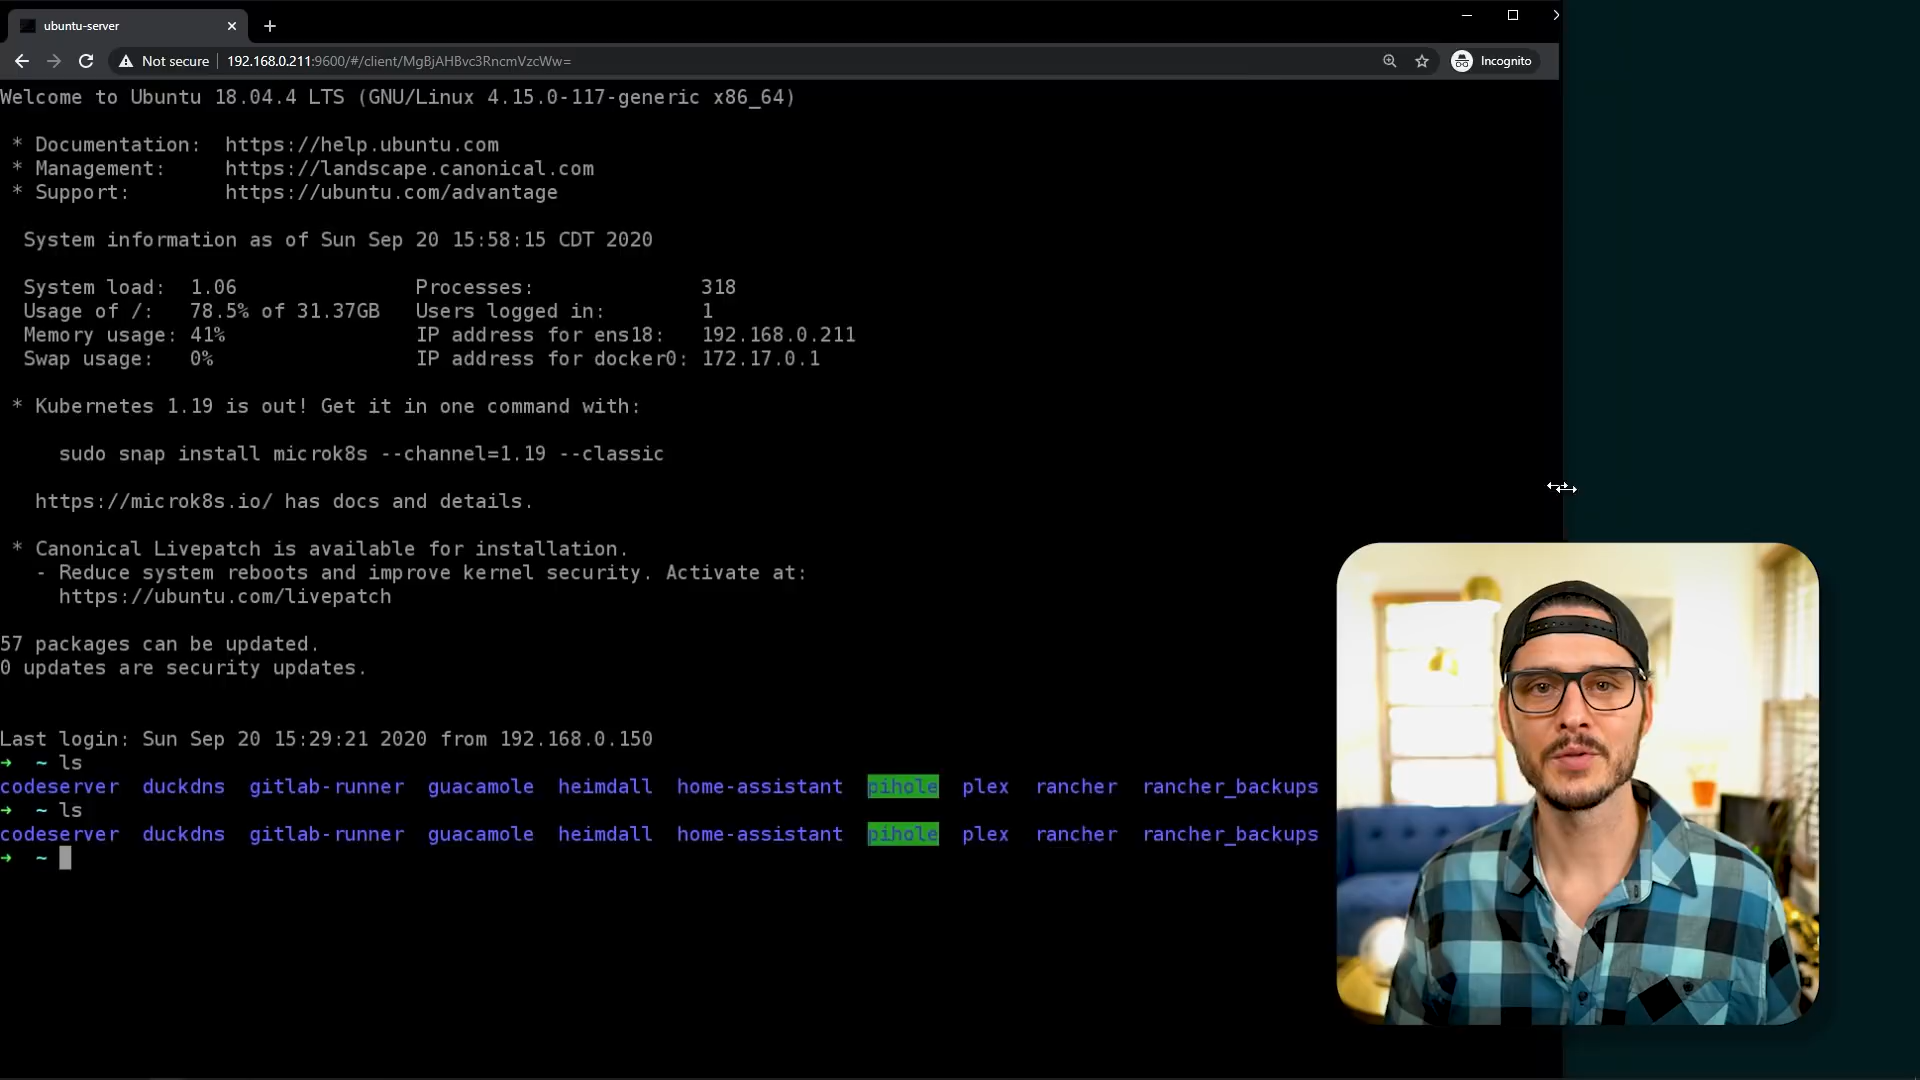 ubuntu-server
Not secure 192.168.0.211:9600/#/client/MgBjAHBvc3RncmVzcWw=
Incognito
Welcome to Ubuntu 18.04.4 LTS (GNU/Linux 4.15.0-117-generic x86_64)
* Documentation: https://help.ubuntu.com
* Management: https://landscape.canonical.com
* Support: https://ubuntu.com/advantage
System information as of Sun Sep 20 15:58:15 CDT 2020
System load: 1.06 Processes: 318
Usage of /: 78.5% of 31.37GB Users logged in: 1
Memory usage: 41% IP address for ens18: 192.168.0.211
Swap usage: 0% IP address for docker0: 172.17.0.1
* Kubernetes 1.19 is out! Get it in one command with:
sudo snap install microk8s --channel=1.19 --classic
https://microk8s.io/ has docs and details.
* Canonical Livepatch is available for installation.
- Reduce system reboots and improve kernel security. Activate at:
https://ubuntu.com/livepatch
57 packages can be updated.
0 updates are security updates.
Last login: Sun Sep 20 15:29:21 2020 from 192.168.0.150
→ ~ ls
codeserver duckdns gitlab-runner guacamole heimdall home-assistant pihole plex rancher rancher_backups
→ ~ ls
codeserver duckdns gitlab-runner guacamole heimdall home-assistant pihole plex rancher rancher_backups
→ ~